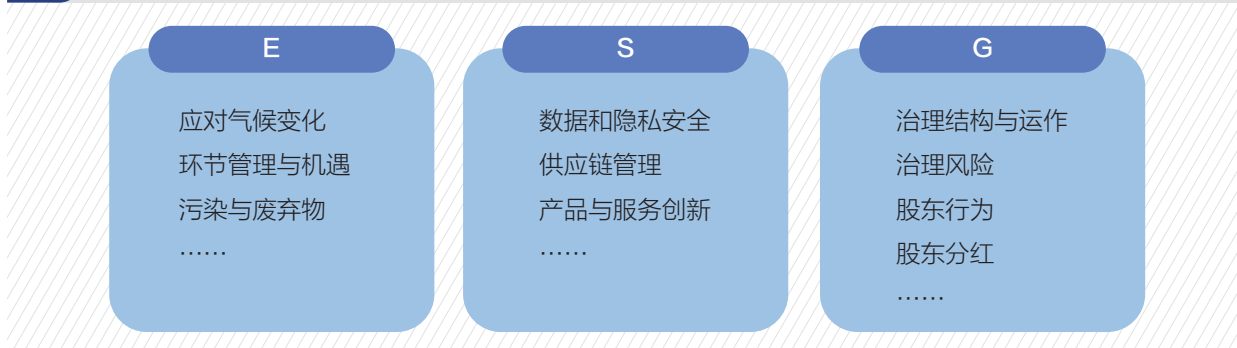 E
应对气候变化
环节管理与机遇
污染与废弃物
……
S
数据和隐私安全
供应链管理
产品与服务创新
……
G
治理结构与运作
治理风险
股东行为
股东分红
……